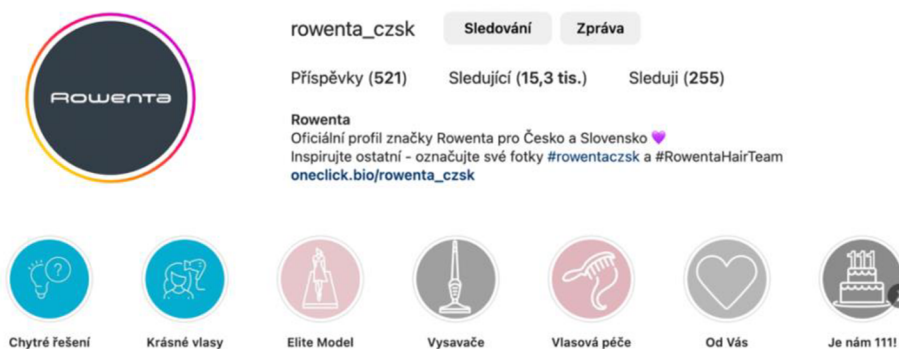 rowenta_czsk Sledování Zpráva
ROWENTA
Příspěvky (521) Sledující (15,3 tis.) Sleduji (255)
Rowenta
Oficiální profil značky Rowenta pro Česko a Slovensko 💜
Inspirujte ostatní - označujte své fotky #rowentaczsk a #RowentaHairTeam
oneclick.bio/rowenta_czsk
?
111
Chytré řešení Krásné vlasy Elite Model Vysavače Vlasová péče Od Vás Je nám 111!